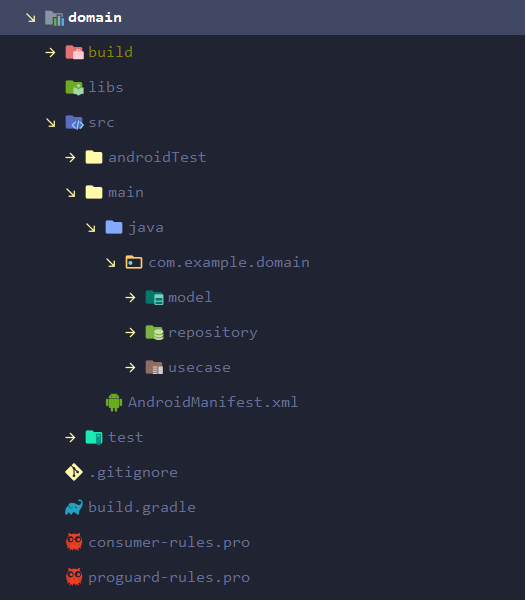 domain
build
libs
src
androidTest
main
java
com.example.domain
model
repository
usecase
AndroidManifest.xml
test
.gitignore
build.gradle
consumer-rules.pro
proguard-rules.pro